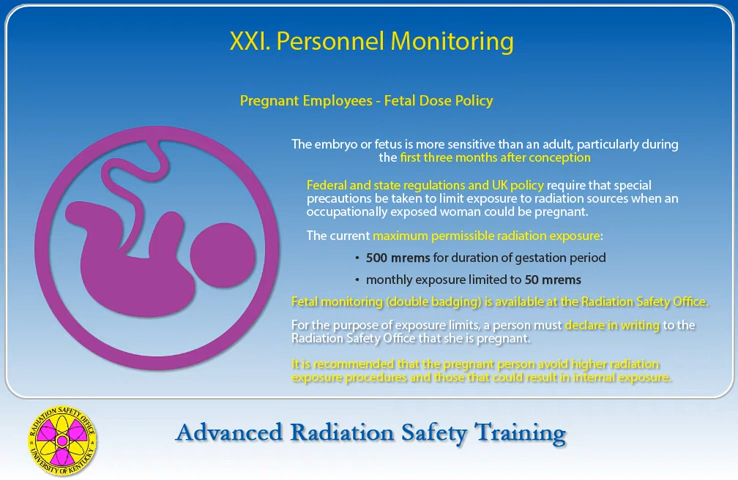 XXI. Personnel Monitoring
Pregnant Employees - Fetal Dose Policy
The embryo or fetus is more sensitive than an adult, particularly during
the first three months after conception
Federal and state regulations and UK policy require that special
precautions be taken to limit exposure to radiation sources when an
occupationally exposed woman could be pregnant.
The current maximum permissible radiation exposure:
• 500 mrems for duration of gestation period
• monthly exposure limited to 50 mrems
Fetal monitoring (double badging) is available at the Radiation Safety Office.
For the purpose of exposure limits, a person must declare in writing to the
Radiation Safety Office that she is pregnant.
It is recommended that the pregnant person avoid higher radiation
exposure procedures and those that could result in internal exposure.
RADIATION SAFETY OFFICE
UNIVERSITY OF KENTUCKY
Advanced Radiation Safety Training